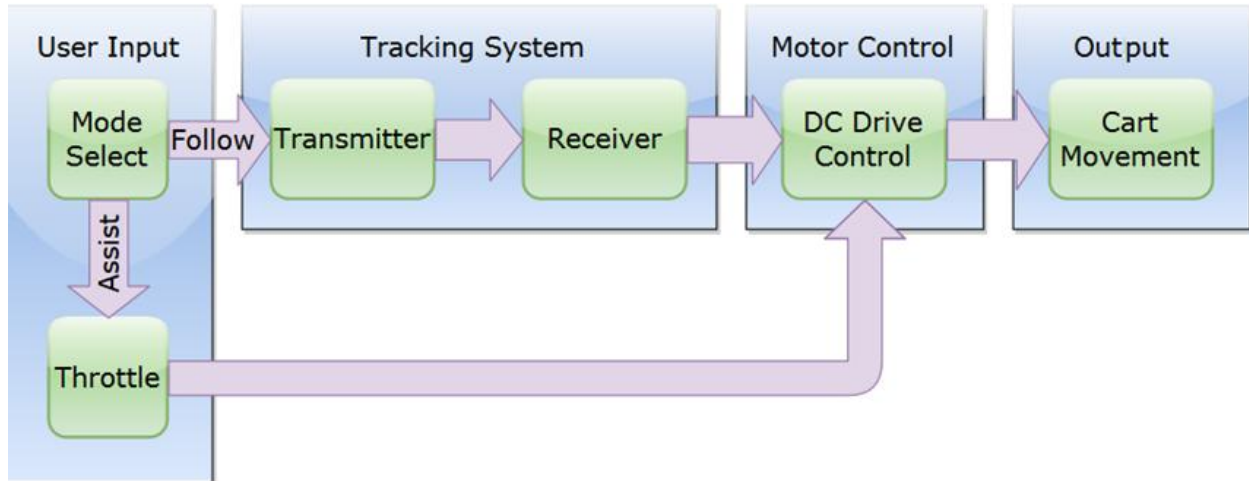 User Input
Tracking System
Motor Control
Output
Mode
Select
Follow
Transmitter
Receiver
DC Drive
Control
Cart
Movement
Assist
Throttle